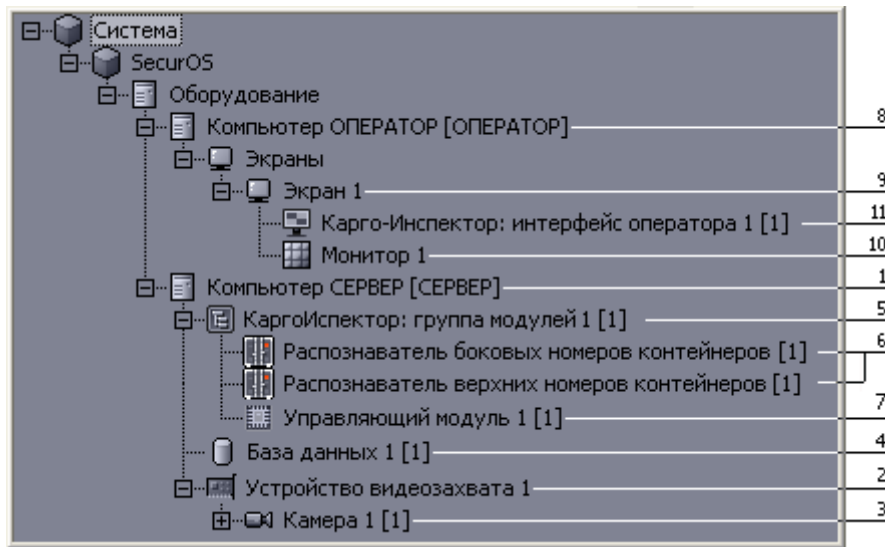 Система
SecurOS
Оборудование
Компьютер ОПЕРАТОР [ОПЕРАТОР] 8
Экраны
Экран 1 9
Карго-Инспектор: интерфейс оператора 1 [1] 11
Монитор 1 10
Компьютер СЕРВЕР [СЕРВЕР] 1
КаргоИспектор: группа модулей 1 [1] 5
Распознаватель боковых номеров контейнеров [1] 6
Распознаватель верхних номеров контейнеров [1]
Управляющий модуль 1 [1] 7
База данных 1 [1] 4
Устройство видеозахвата 1 2
Камера 1 [1] 3